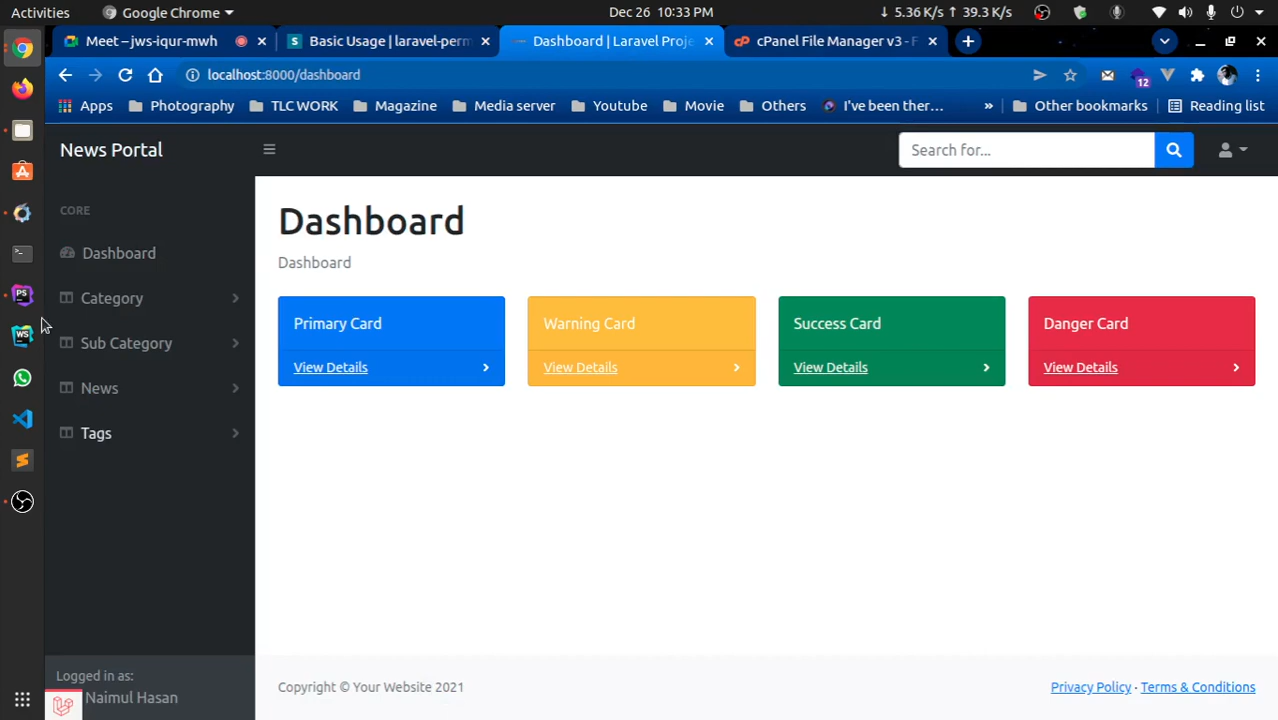 Activities Google Chrome Dec 26 10:33 PM ↓ 5.36 K/s ↑ 39.3 K/s
Meet – jws-iqur-mwh Basic Usage | laravel-perm Dashboard | Laravel Proje cPanel File Manager v3 - F
localhost:8000/dashboard 12
Apps Photography TLC WORK Magazine Media server Youtube Movie Others I've been ther… » Other bookmarks Reading list
News Portal Search for...
CORE
Dashboard
Category
Sub Category
News
Tags
Logged in as:
Naimul Hasan
Dashboard
Dashboard
Primary Card Warning Card Success Card Danger Card
View Details View Details View Details View Details
Copyright © Your Website 2021 Privacy Policy · Terms & Conditions
PS
WS